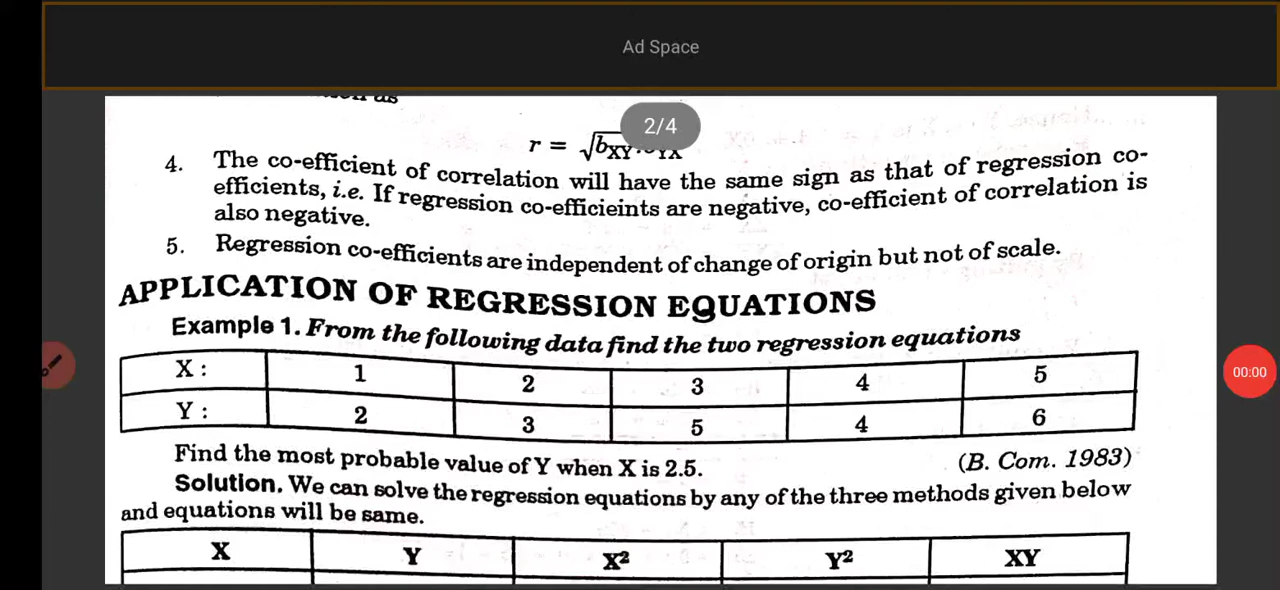 Ad Space
as
2/4
r = √bXY.
4. The co-efficient of correlation will have the same sign as that of regression co-
efficients, i.e. If regression co-efficieints are negative, co-efficient of correlation is
also negative.
5. Regression co-efficients are independent of change of origin but not of scale.
APPLICATION OF REGRESSION EQUATIONS
Example 1. From the following data find the two regression equations
X : 1 2 3 4 5
Y : 2 3 5 4 6
Find the most probable value of Y when X is 2.5. (B. Com. 1983)
Solution. We can solve the regression equations by any of the three methods given below
and equations will be same.
X Y X² Y² XY
00:00